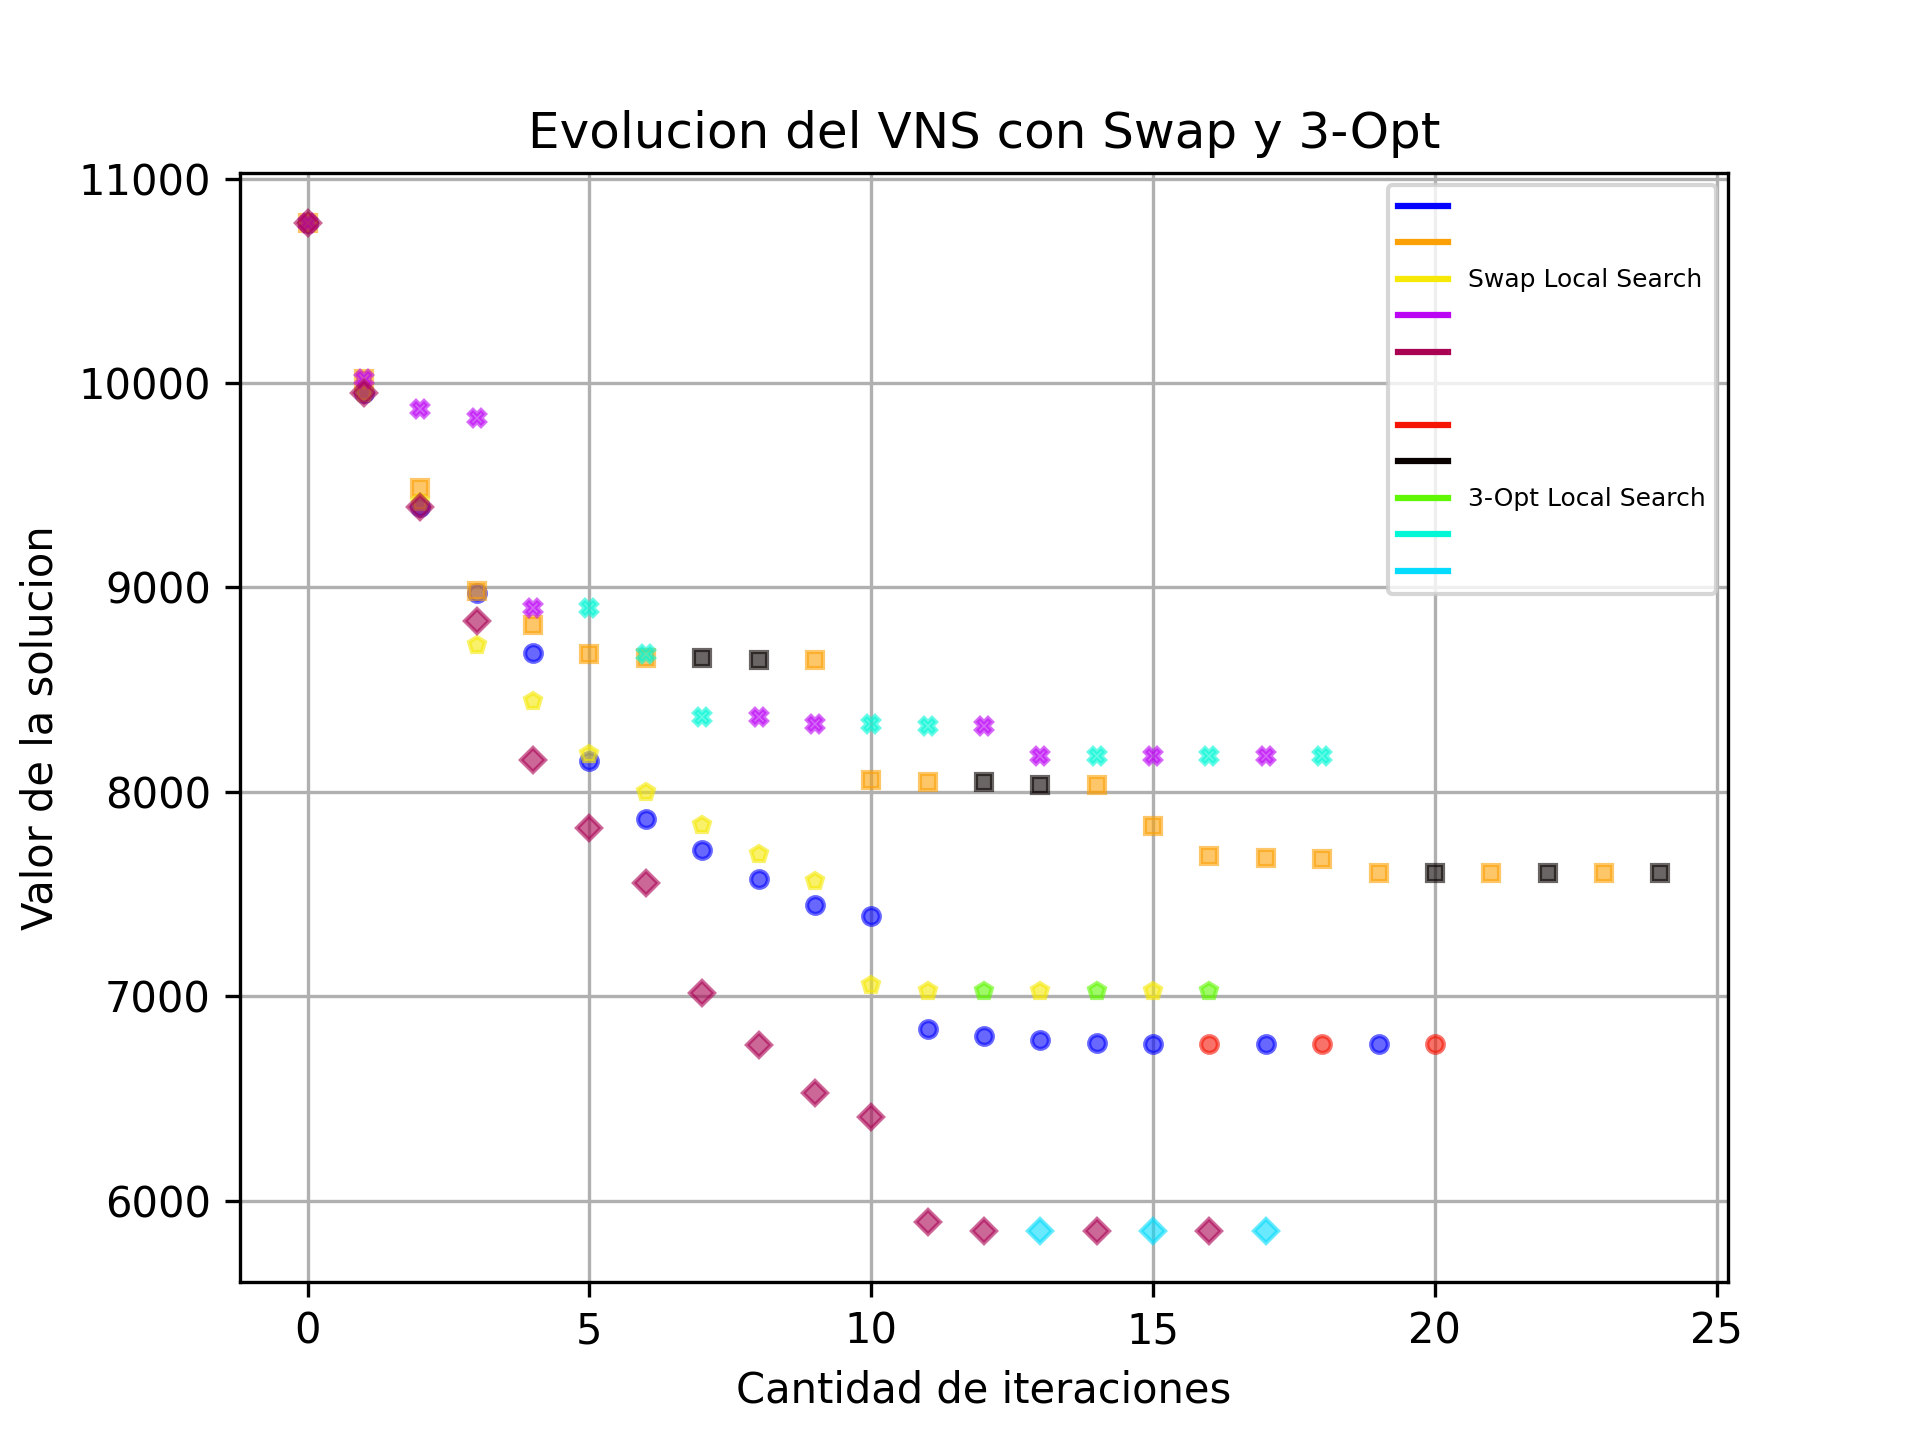 Evolucion del VNS con Swap y 3-Opt
11000
10000
9000
8000
7000
6000
Valor de la solucion
Swap Local Search
3-Opt Local Search
0 5 10 15 20 25
Cantidad de iteraciones